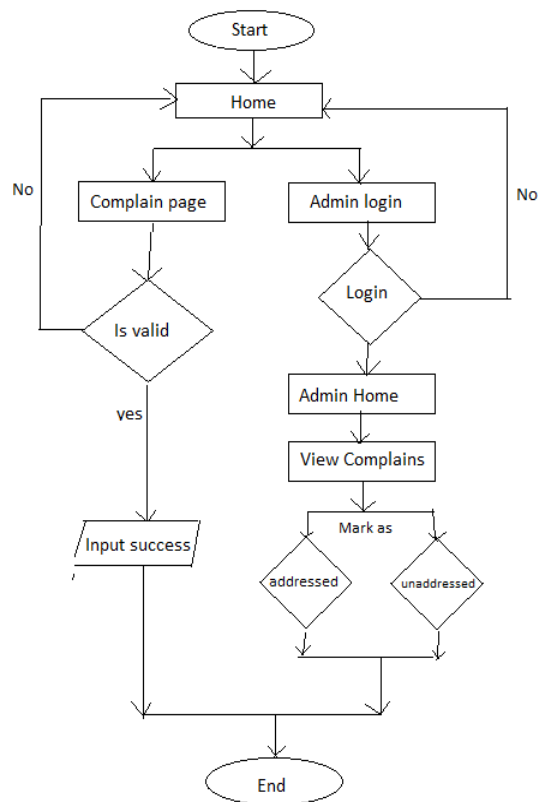 Start
Home
No
No
Complain page
Admin login
Login
Is valid
Admin Home
yes
View Complains
Mark as
Input success
addressed
unaddressed
End